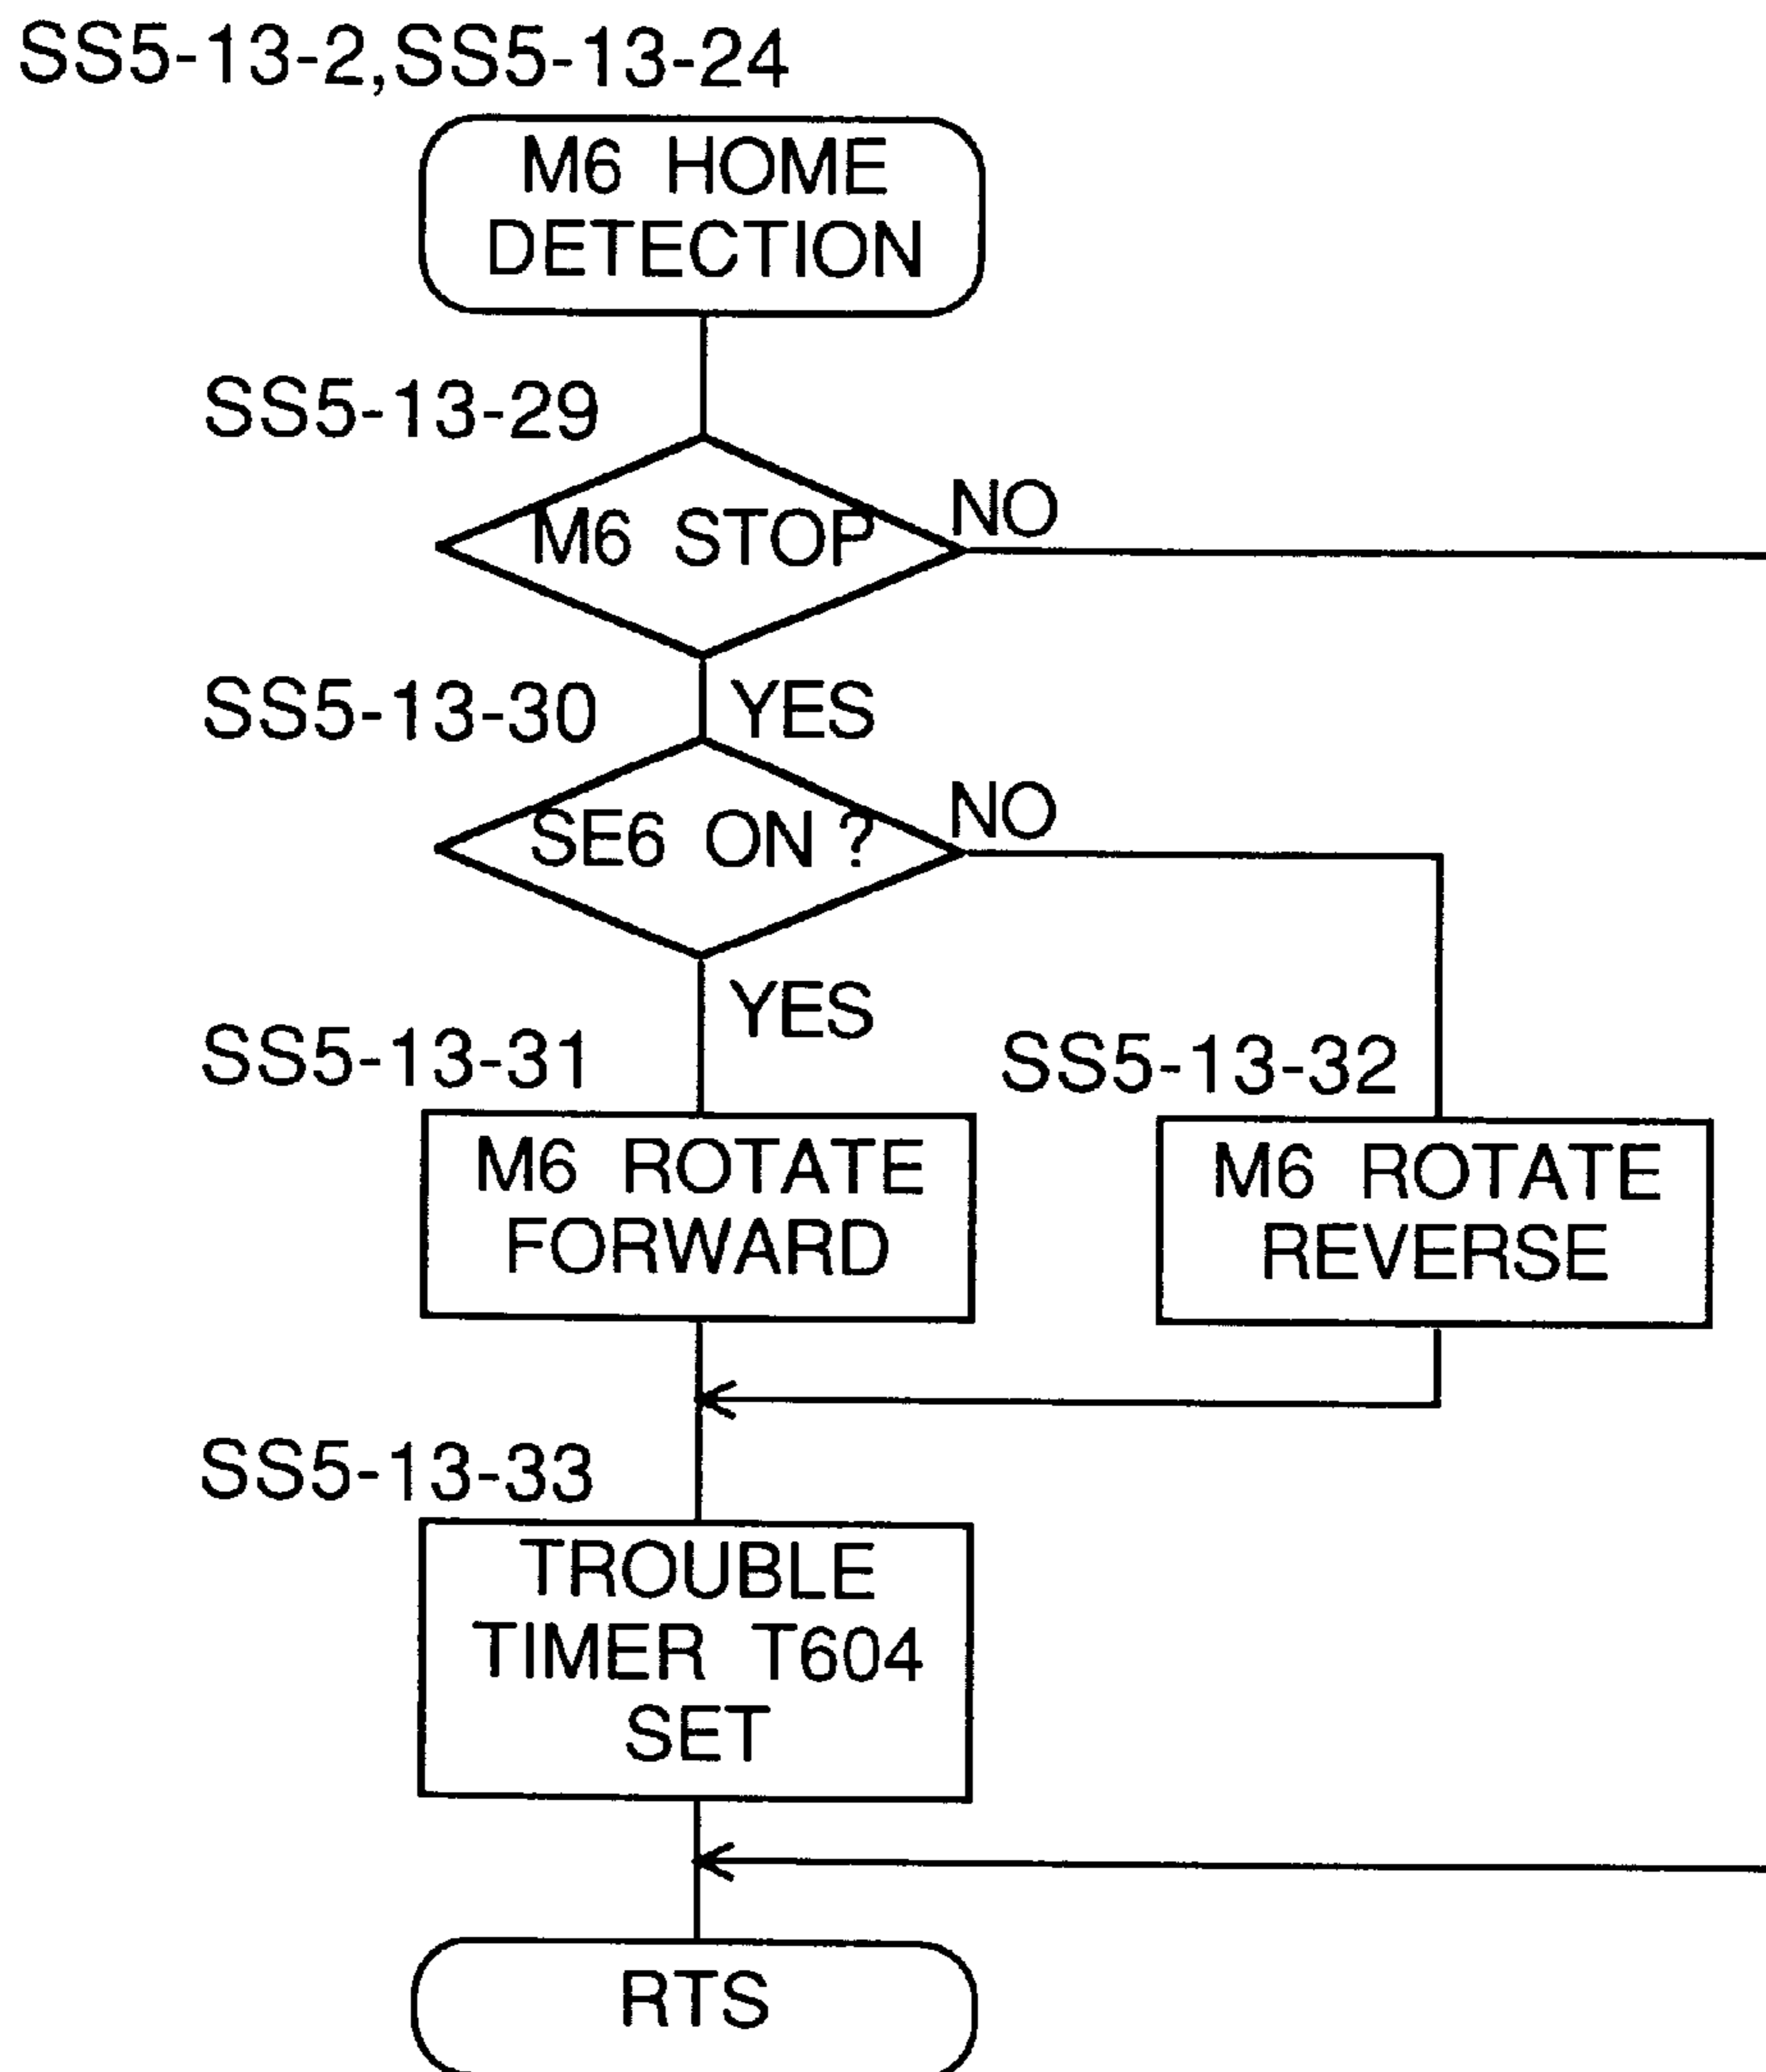 SS5-13-2,SS5-13-24
M6 HOME
DETECTION
SS5-13-29
M6 STOP
NO
SS5-13-30
YES
SE6 ON ?
NO
YES
SS5-13-31
SS5-13-32
M6 ROTATE
FORWARD
M6 ROTATE
REVERSE
SS5-13-33
TROUBLE
TIMER T604
SET
RTS